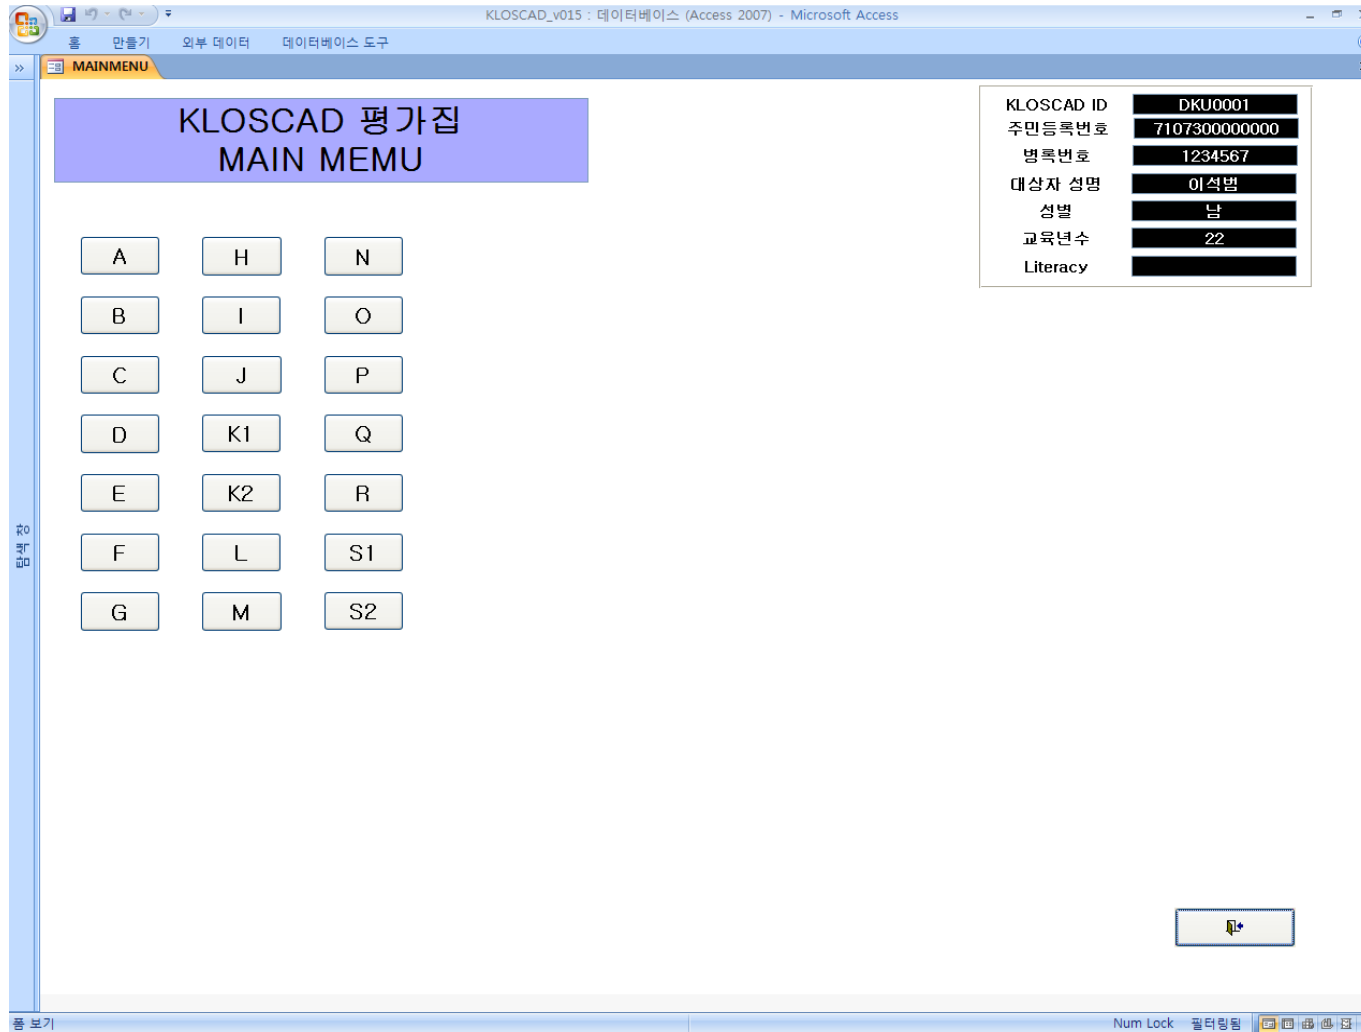 KLOSCAD_v015 : 데이터베이스 (Access 2007) - Microsoft Access
홈 만들기 외부 데이터 데이터베이스 도구
MAINMENU
KLOSCAD 평가집
MAIN MEMU
KLOSCAD ID DKU0001
주민등록번호 7107300000000
병록번호 1234567
대상자 성명 이석범
성별 남
교육년수 22
Literacy
A H N
B I O
C J P
D K1 Q
E K2 R
F L S1
G M S2
탐색 창
폼 보기 Num Lock 필터링됨